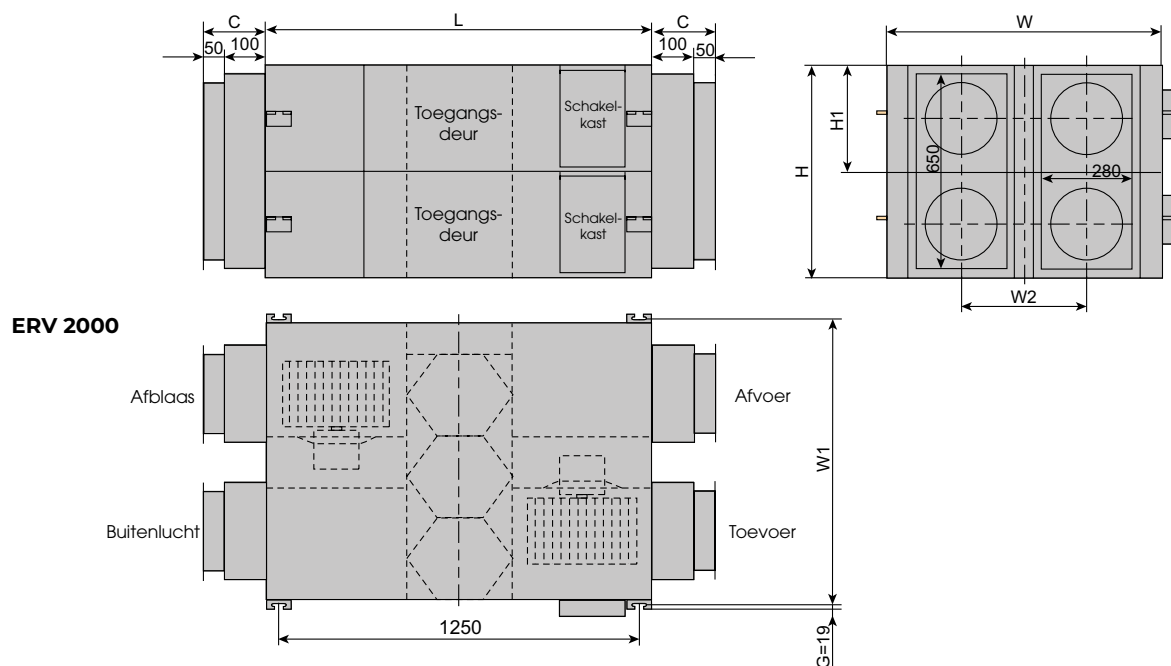 C L C W
50 100 100 50
Toegangs-
deur
Schakel-
kast
Toegangs-
deur
Schakel-
kast
H H1 650 280
W2
ERV 2000
Afblaas Afvoer
W1
Buitenlucht Toevoer
1250
G=19